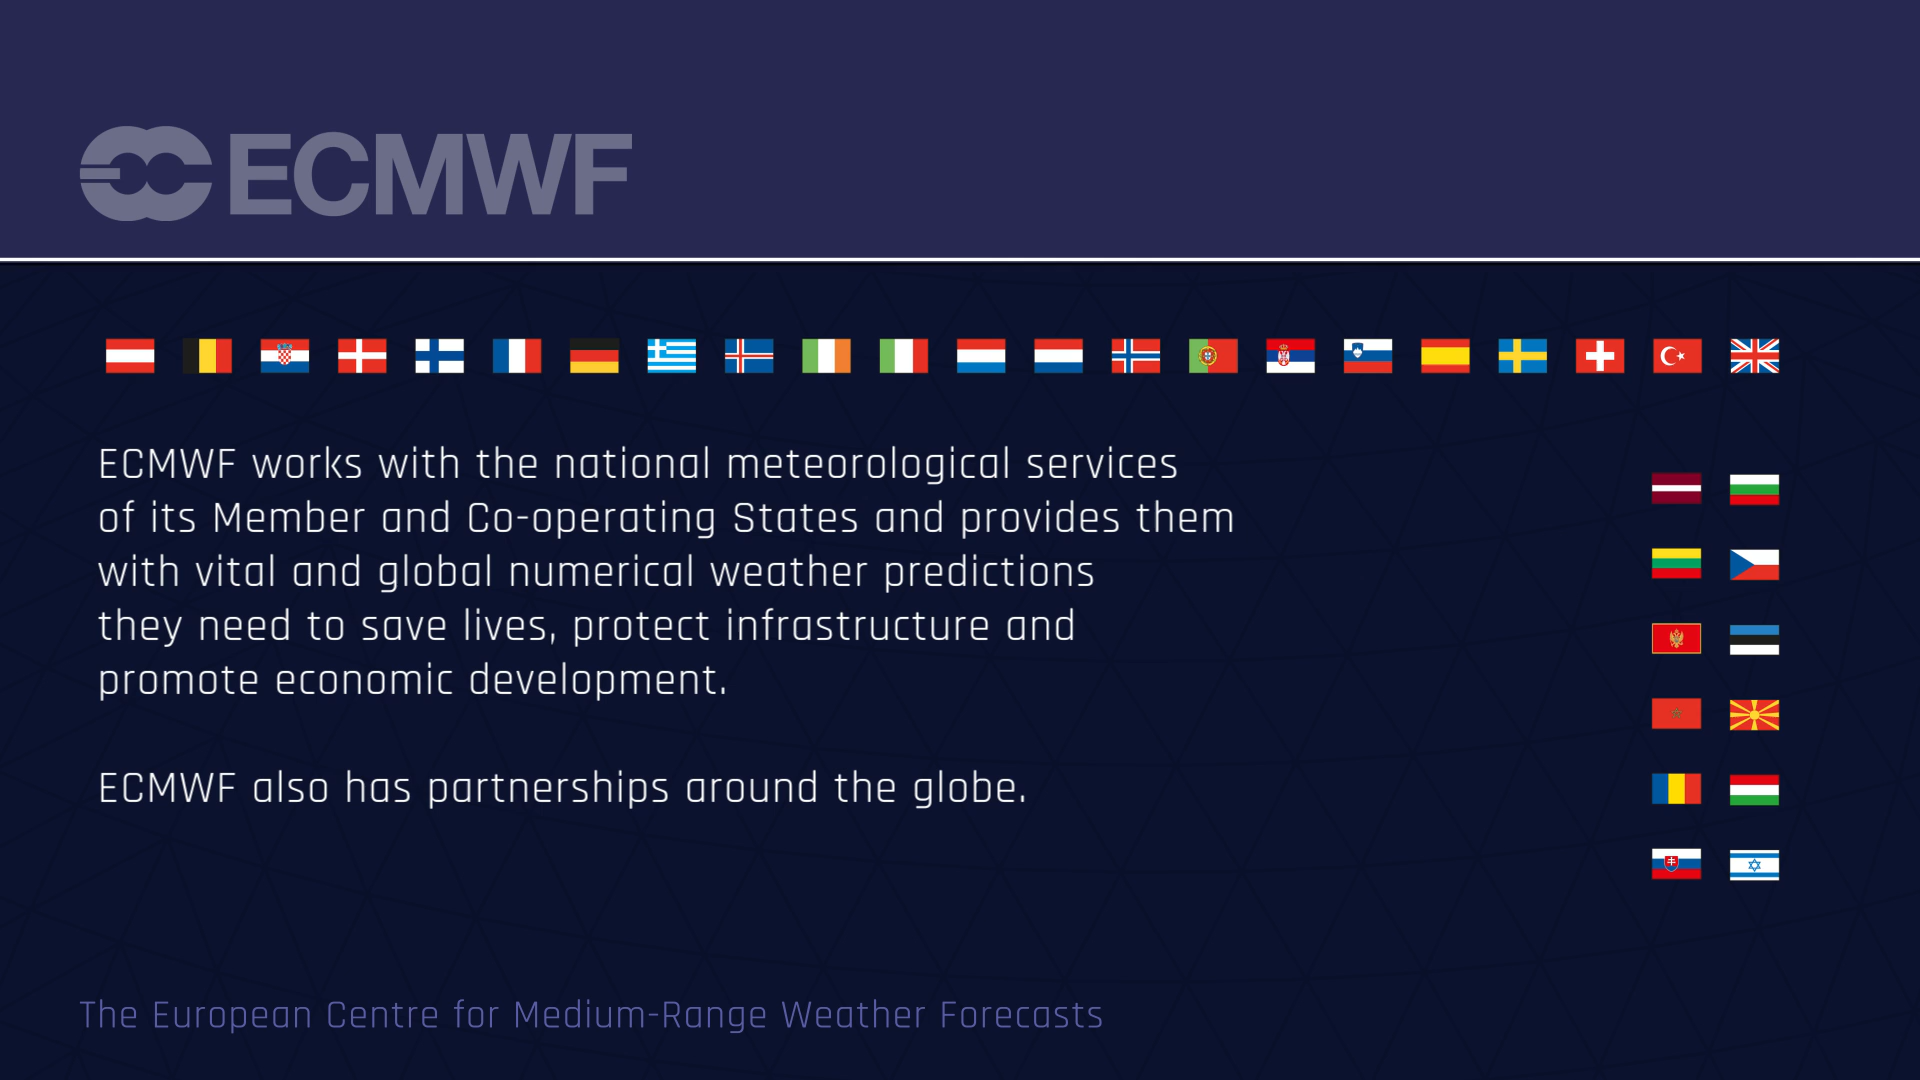 ECMWF
ECMWF works with the national meteorological services
of its Member and Co-operating States and provides them
with vital and global numerical weather predictions
they need to save lives, protect infrastructure and
promote economic development.
ECMWF also has partnerships around the globe.
The European Centre for Medium-Range Weather Forecasts